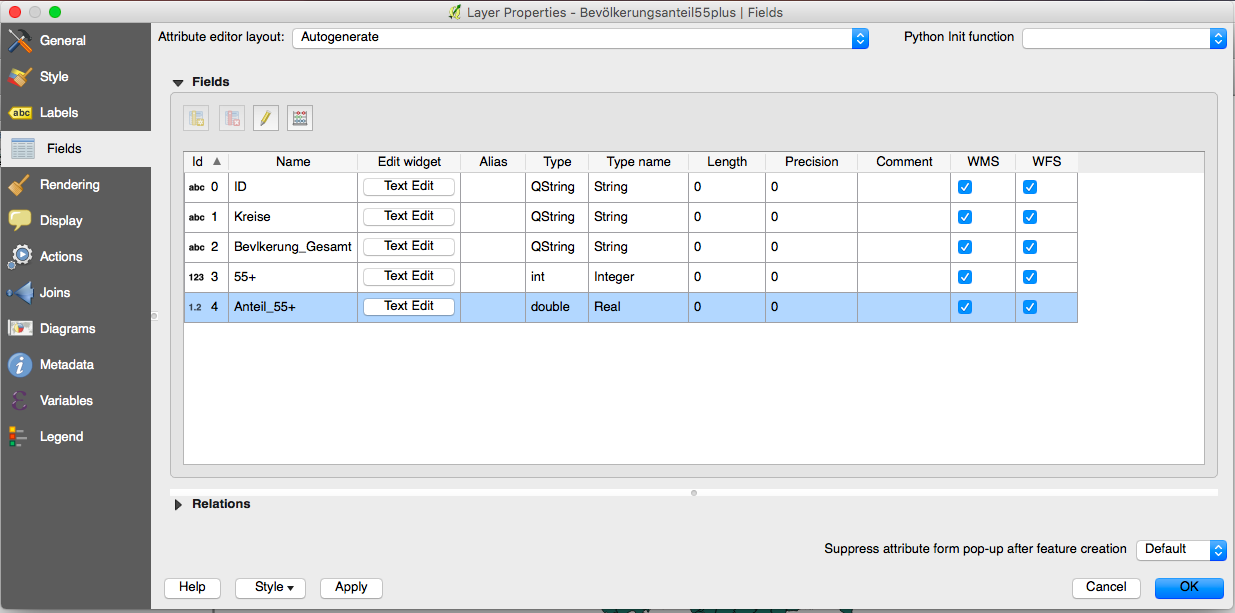 Layer Properties - Bevölkerungsanteil55plus | Fields
General
Style
abc Labels
Fields
Rendering
Display
Actions
Joins
Diagrams
Metadata
Variables
Legend
Attribute editor layout: Autogenerate Python Init function
Fields
Id Name Edit widget Alias Type Type name Length Precision Comment WMS WFS
abc 0 ID Text Edit QString String 0 0
abc 1 Kreise Text Edit QString String 0 0
abc 2 Bevlkerung_Gesamt Text Edit QString String 0 0
123 3 55+ Text Edit int Integer 0 0
1.2 4 Anteil_55+ Text Edit double Real 0 0
Relations
Suppress attribute form pop-up after feature creation Default
Help Style Apply Cancel OK